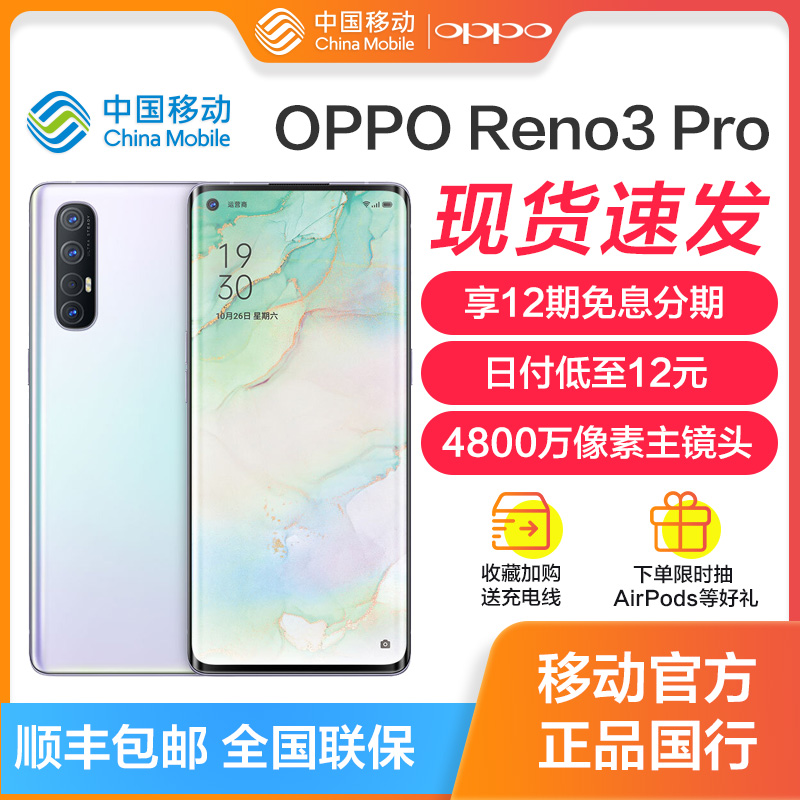 中国移动
China Mobile
oppo
中国移动
China Mobile
OPPO Reno3 Pro
现货速发
享12期免息分期
日付低至12元
4800万像素主镜头
运营商
19
30
10月26日 星期六
ULTRA STEADY
收藏加购
送充电线
下单限时抽
AirPods等好礼
移动官方
正品国行
顺丰包邮 全国联保